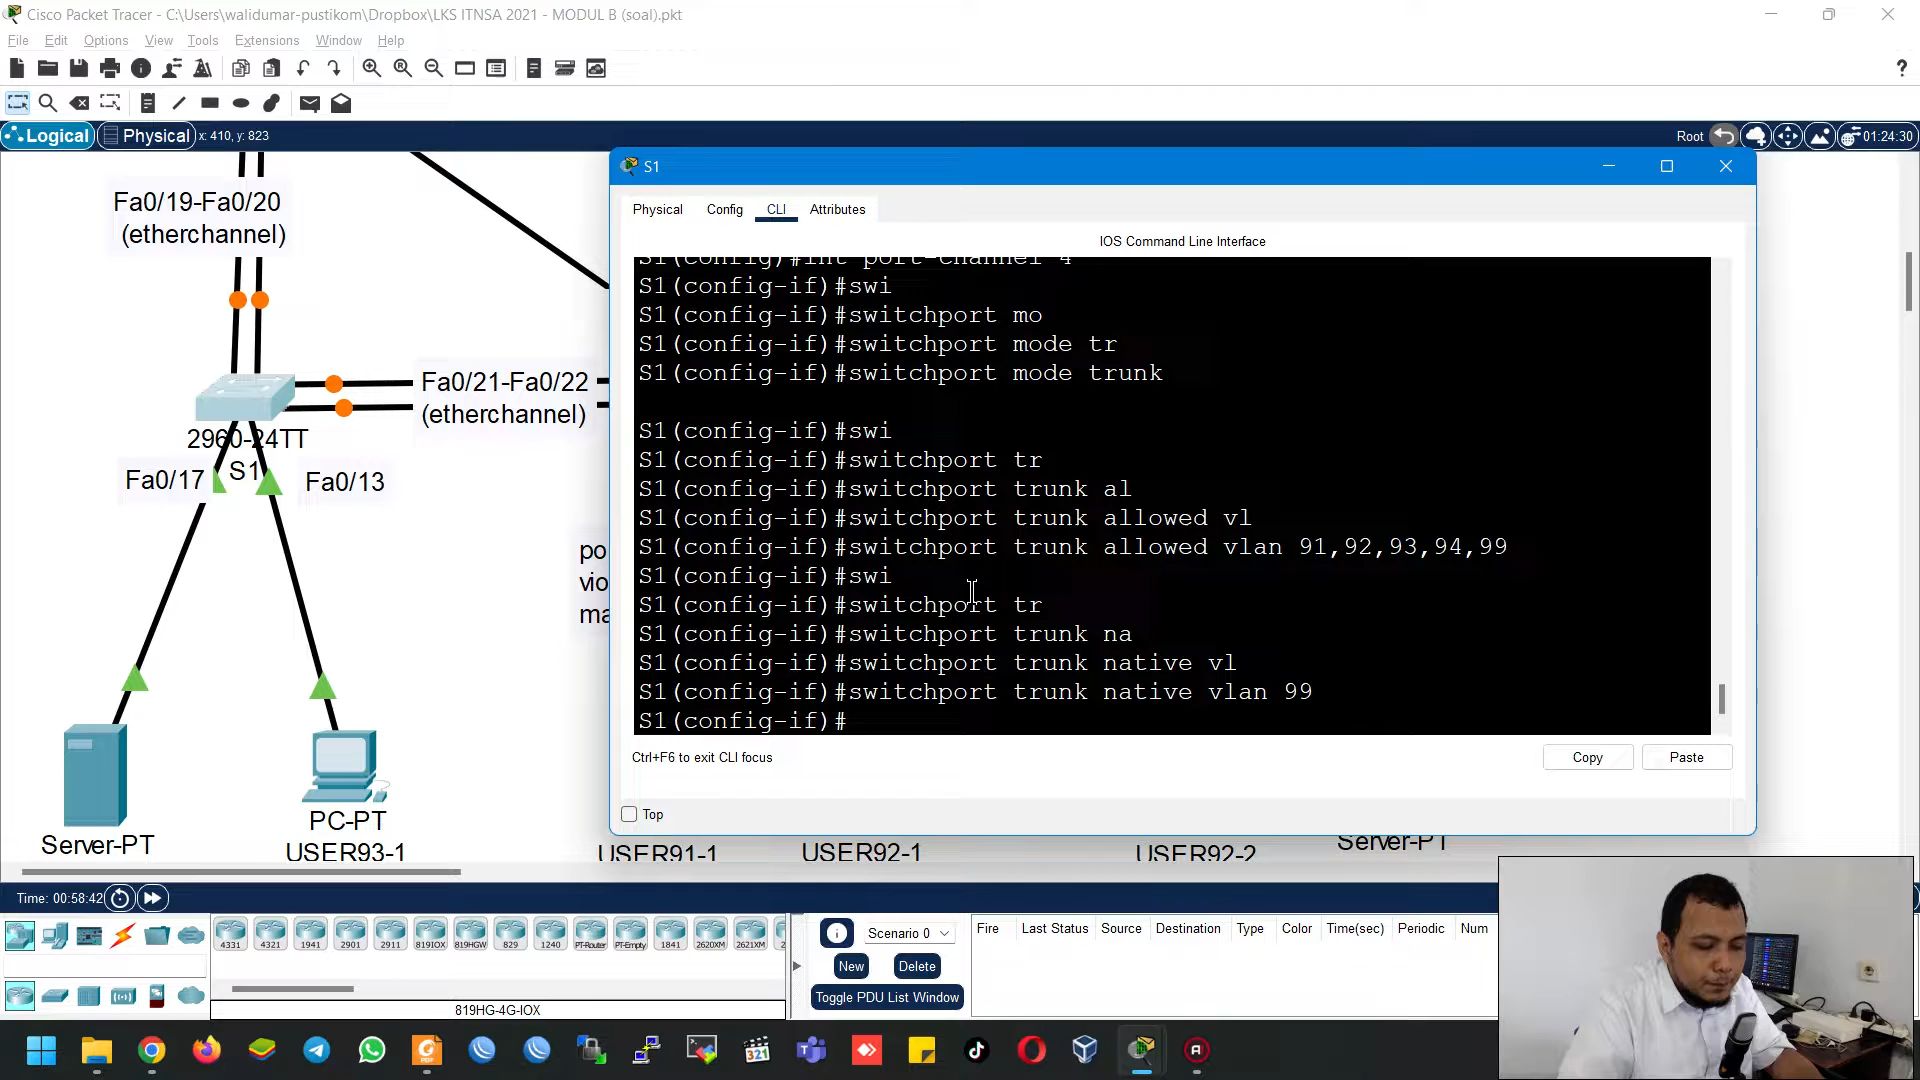 Cisco Packet Tracer - C:\Users\walidumar-pustikom\Dropbox\LKS ITNSA 2021 - MODUL B (soal).pkt
File Edit Options View Tools Extensions Window Help
?
Logical Physical x: 410, y: 823 Root 01:24:30
Fa0/19-Fa0/20
(etherchannel)
Fa0/21-Fa0/22
(etherchannel)
2960-24TT
S1
Fa0/17
Fa0/13
po
vio
ma
Server-PT
PC-PT
USER93-1
USER91-1
USER92-1
USER92-2
Server-PT
S1
Physical Config CLI Attributes
IOS Command Line Interface
S1(config)#int port-channel 4
S1(config-if)#swi
S1(config-if)#switchport mo
S1(config-if)#switchport mode tr
S1(config-if)#switchport mode trunk
S1(config-if)#swi
S1(config-if)#switchport tr
S1(config-if)#switchport trunk al
S1(config-if)#switchport trunk allowed vl
S1(config-if)#switchport trunk allowed vlan 91,92,93,94,99
S1(config-if)#swi
S1(config-if)#switchport tr
S1(config-if)#switchport trunk na
S1(config-if)#switchport trunk native vl
S1(config-if)#switchport trunk native vlan 99
S1(config-if)#
Ctrl+F6 to exit CLI focus
Copy Paste
Top
Time: 00:58:42
4331 4321 1941 2901 2911 819IOX 819HGW 829 1240 PT-Router PT-Empty 1841 2620XM 2621XM 2
819HG-4G-IOX
Scenario 0
New Delete
Toggle PDU List Window
Fire Last Status Source Destination Type Color Time(sec) Periodic Num
321